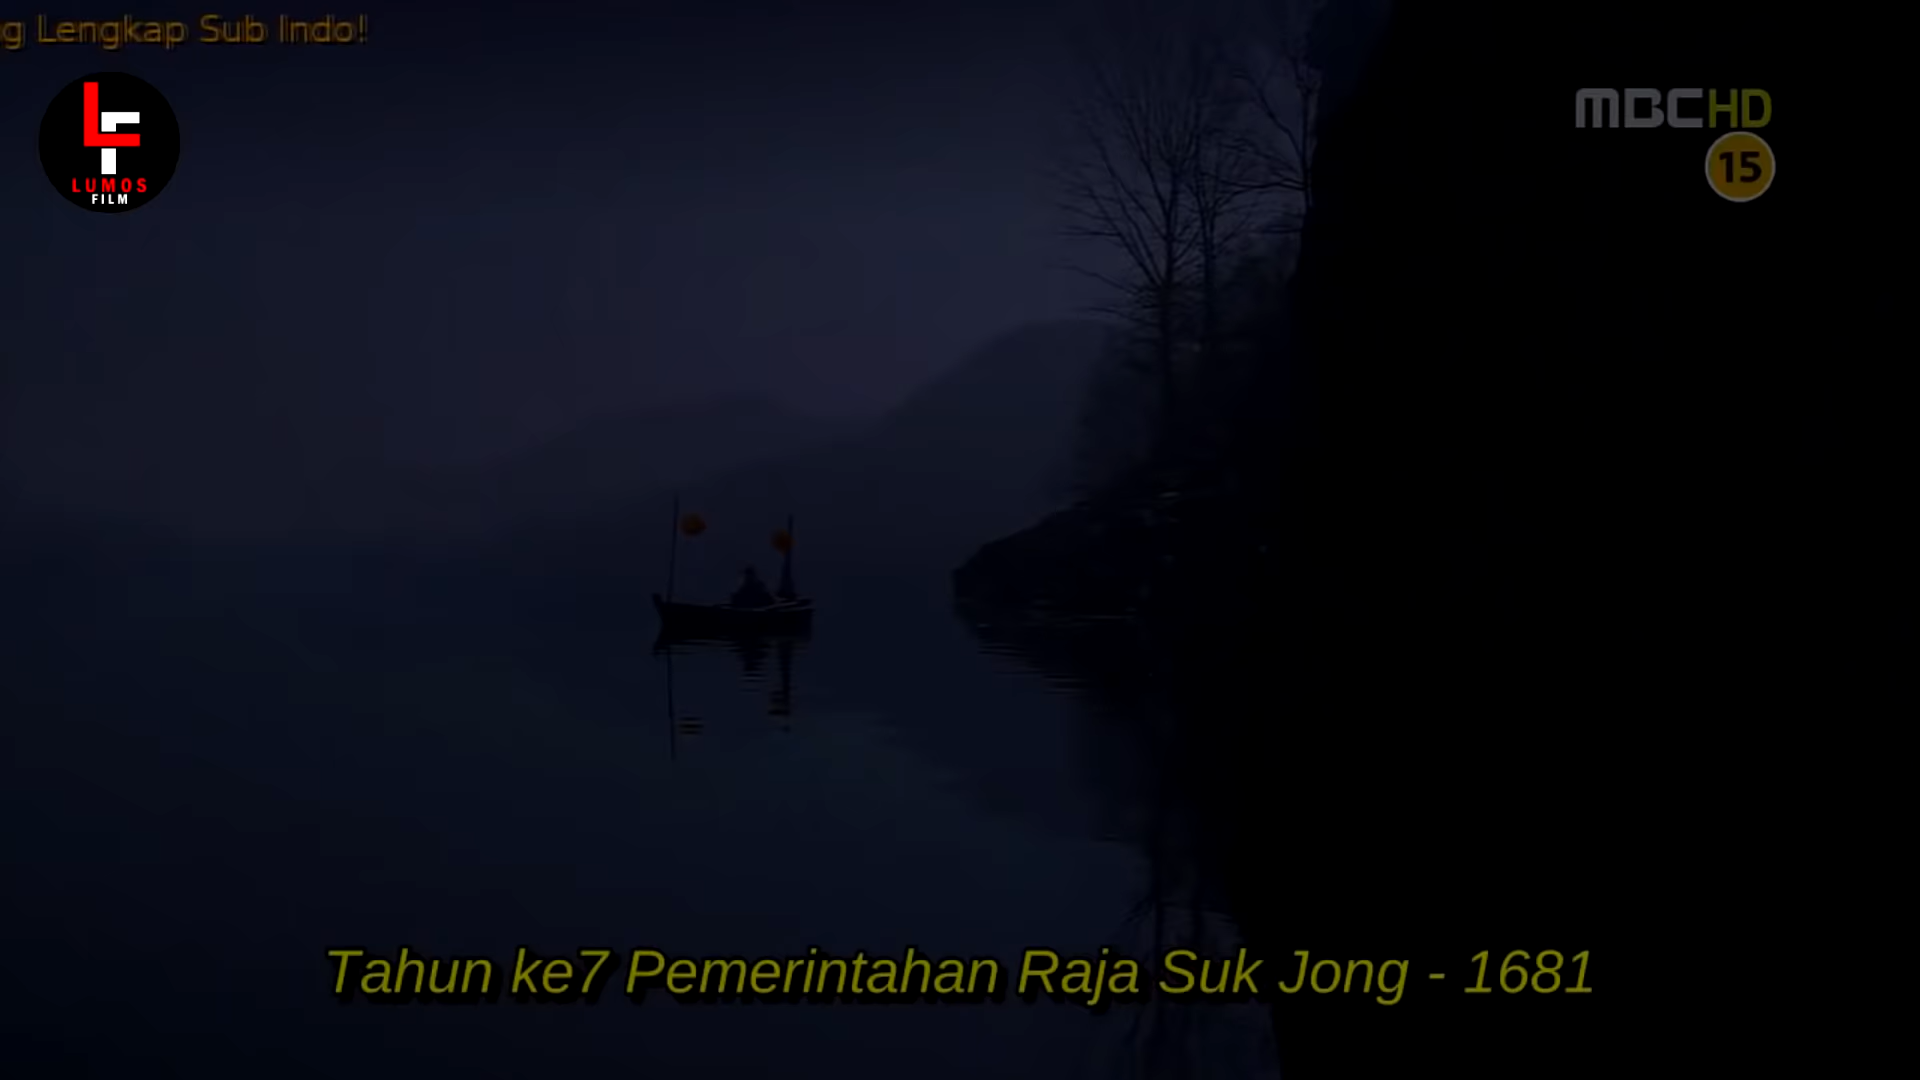 g Lengkap Sub Indo!
MBCHD
15
LUMOS
FILM
Tahun ke7 Pemerintahan Raja Suk Jong - 1681